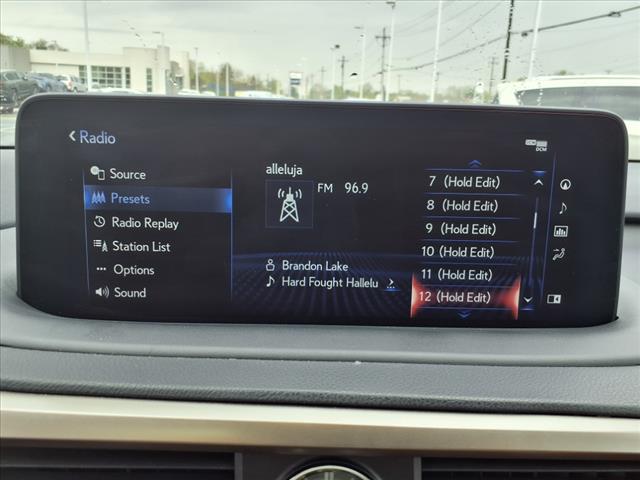 Radio
DCM
Source
Presets
Radio Replay
Station List
Options
Sound
alleluja
FM 96.9
Brandon Lake
Hard Fought Hallelu
7 (Hold Edit)
8 (Hold Edit)
9 (Hold Edit)
10 (Hold Edit)
11 (Hold Edit)
12 (Hold Edit)